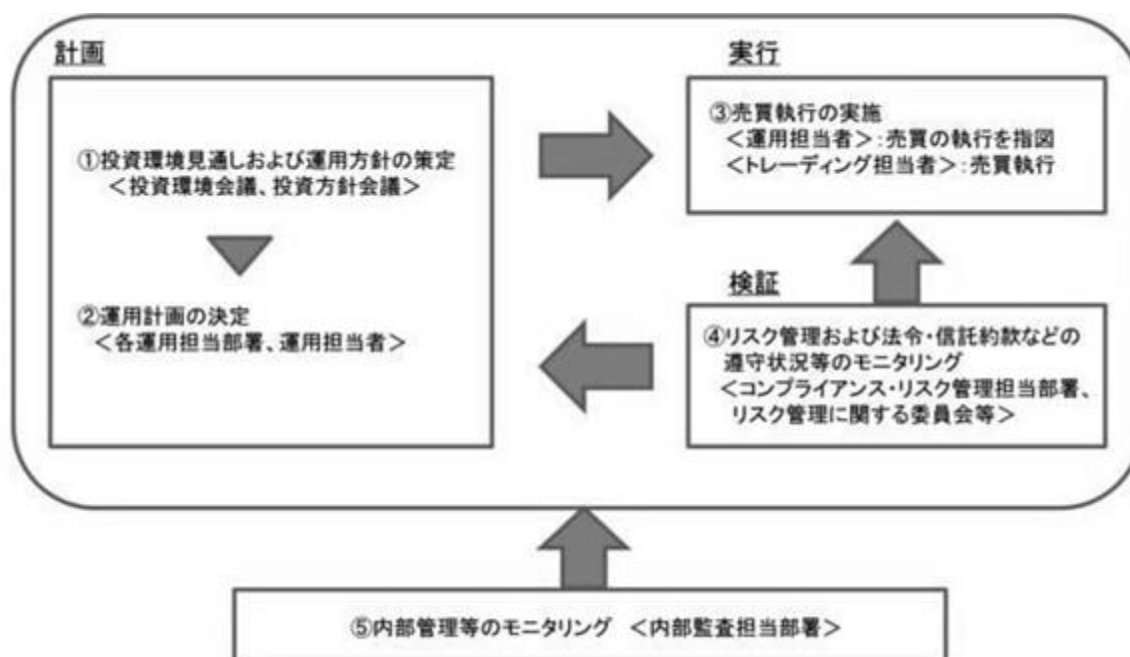 計画
①投資環境見通しおよび運用方針の策定
＜投資環境会議、投資方針会議＞
②運用計画の決定
＜各運用担当部署、運用担当者＞
実行
③売買執行の実施
＜運用担当者＞：売買の執行を指図
＜トレーディング担当者＞：売買執行
検証
④リスク管理および法令・信託約款などの
遵守状況等のモニタリング
＜コンプライアンス・リスク管理担当部署、
リスク管理に関する委員会等＞
⑤内部管理等のモニタリング ＜内部監査担当部署＞